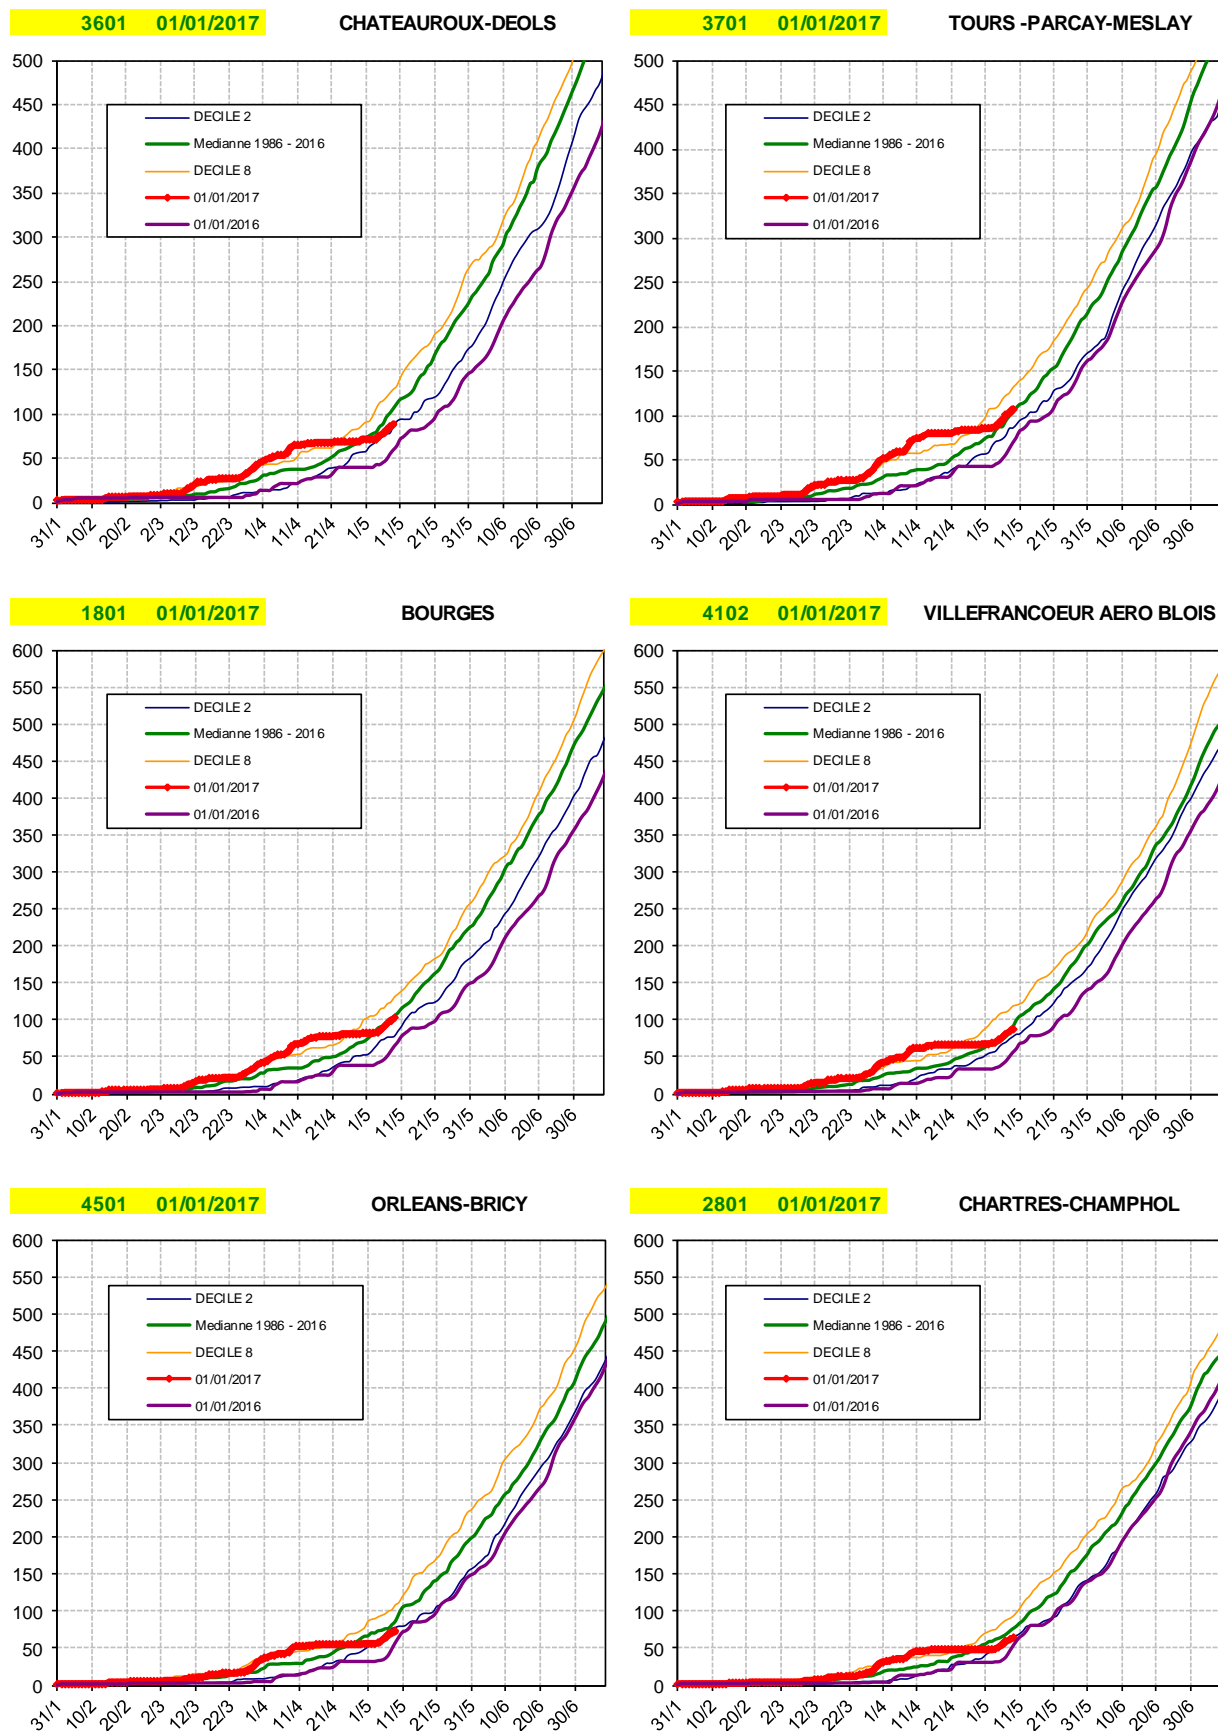 3601 01/01/2017 CHATEAUROUX-DEOLS
500
450
400
350
300
250
200
150
100
50
0
DECILE 2
Medianne 1986 - 2016
DECILE 8
01/01/2017
01/01/2016
31/1 10/2 20/2 2/3 12/3 22/3 1/4 11/4 21/4 1/5 11/5 21/5 31/5 10/6 20/6 30/6
3701 01/01/2017 TOURS -PARCAY-MESLAY
500
450
400
350
300
250
200
150
100
50
0
DECILE 2
Medianne 1986 - 2016
DECILE 8
01/01/2017
01/01/2016
31/1 10/2 20/2 2/3 12/3 22/3 1/4 11/4 21/4 1/5 11/5 21/5 31/5 10/6 20/6 30/6
1801 01/01/2017 BOURGES
600
550
500
450
400
350
300
250
200
150
100
50
0
DECILE 2
Medianne 1986 - 2016
DECILE 8
01/01/2017
01/01/2016
31/1 10/2 20/2 2/3 12/3 22/3 1/4 11/4 21/4 1/5 11/5 21/5 31/5 10/6 20/6 30/6
4102 01/01/2017 VILLEFRANCOEUR AERO BLOIS
600
550
500
450
400
350
300
250
200
150
100
50
0
DECILE 2
Medianne 1986 - 2016
DECILE 8
01/01/2017
01/01/2016
31/1 10/2 20/2 2/3 12/3 22/3 1/4 11/4 21/4 1/5 11/5 21/5 31/5 10/6 20/6 30/6
4501 01/01/2017 ORLEANS-BRICY
600
550
500
450
400
350
300
250
200
150
100
50
0
DECILE 2
Medianne 1986 - 2016
DECILE 8
01/01/2017
01/01/2016
31/1 10/2 20/2 2/3 12/3 22/3 1/4 11/4 21/4 1/5 11/5 21/5 31/5 10/6 20/6 30/6
2801 01/01/2017 CHARTRES-CHAMPHOL
600
550
500
450
400
350
300
250
200
150
100
50
0
DECILE 2
Medianne 1986 - 2016
DECILE 8
01/01/2017
01/01/2016
31/1 10/2 20/2 2/3 12/3 22/3 1/4 11/4 21/4 1/5 11/5 21/5 31/5 10/6 20/6 30/6